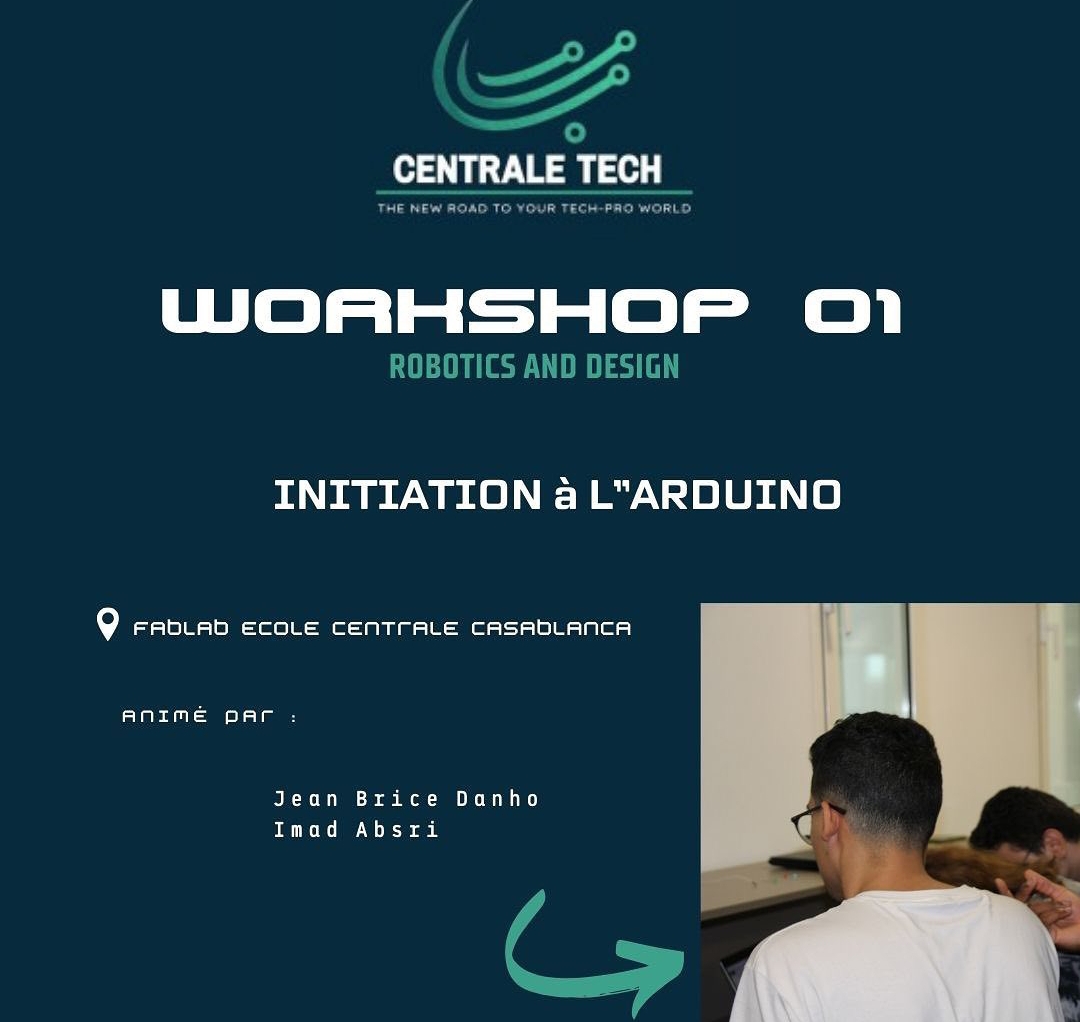 CENTRALE TECH
THE NEW ROAD TO YOUR TECH-PRO WORLD
WORKSHOP 01
ROBOTICS AND DESIGN
INITIATION à L"ARDUINO
FABLAB ECOLE CENTRALE CASABLANCA
ANIMÉ PAR :
Jean Brice Danho
Imad Absri